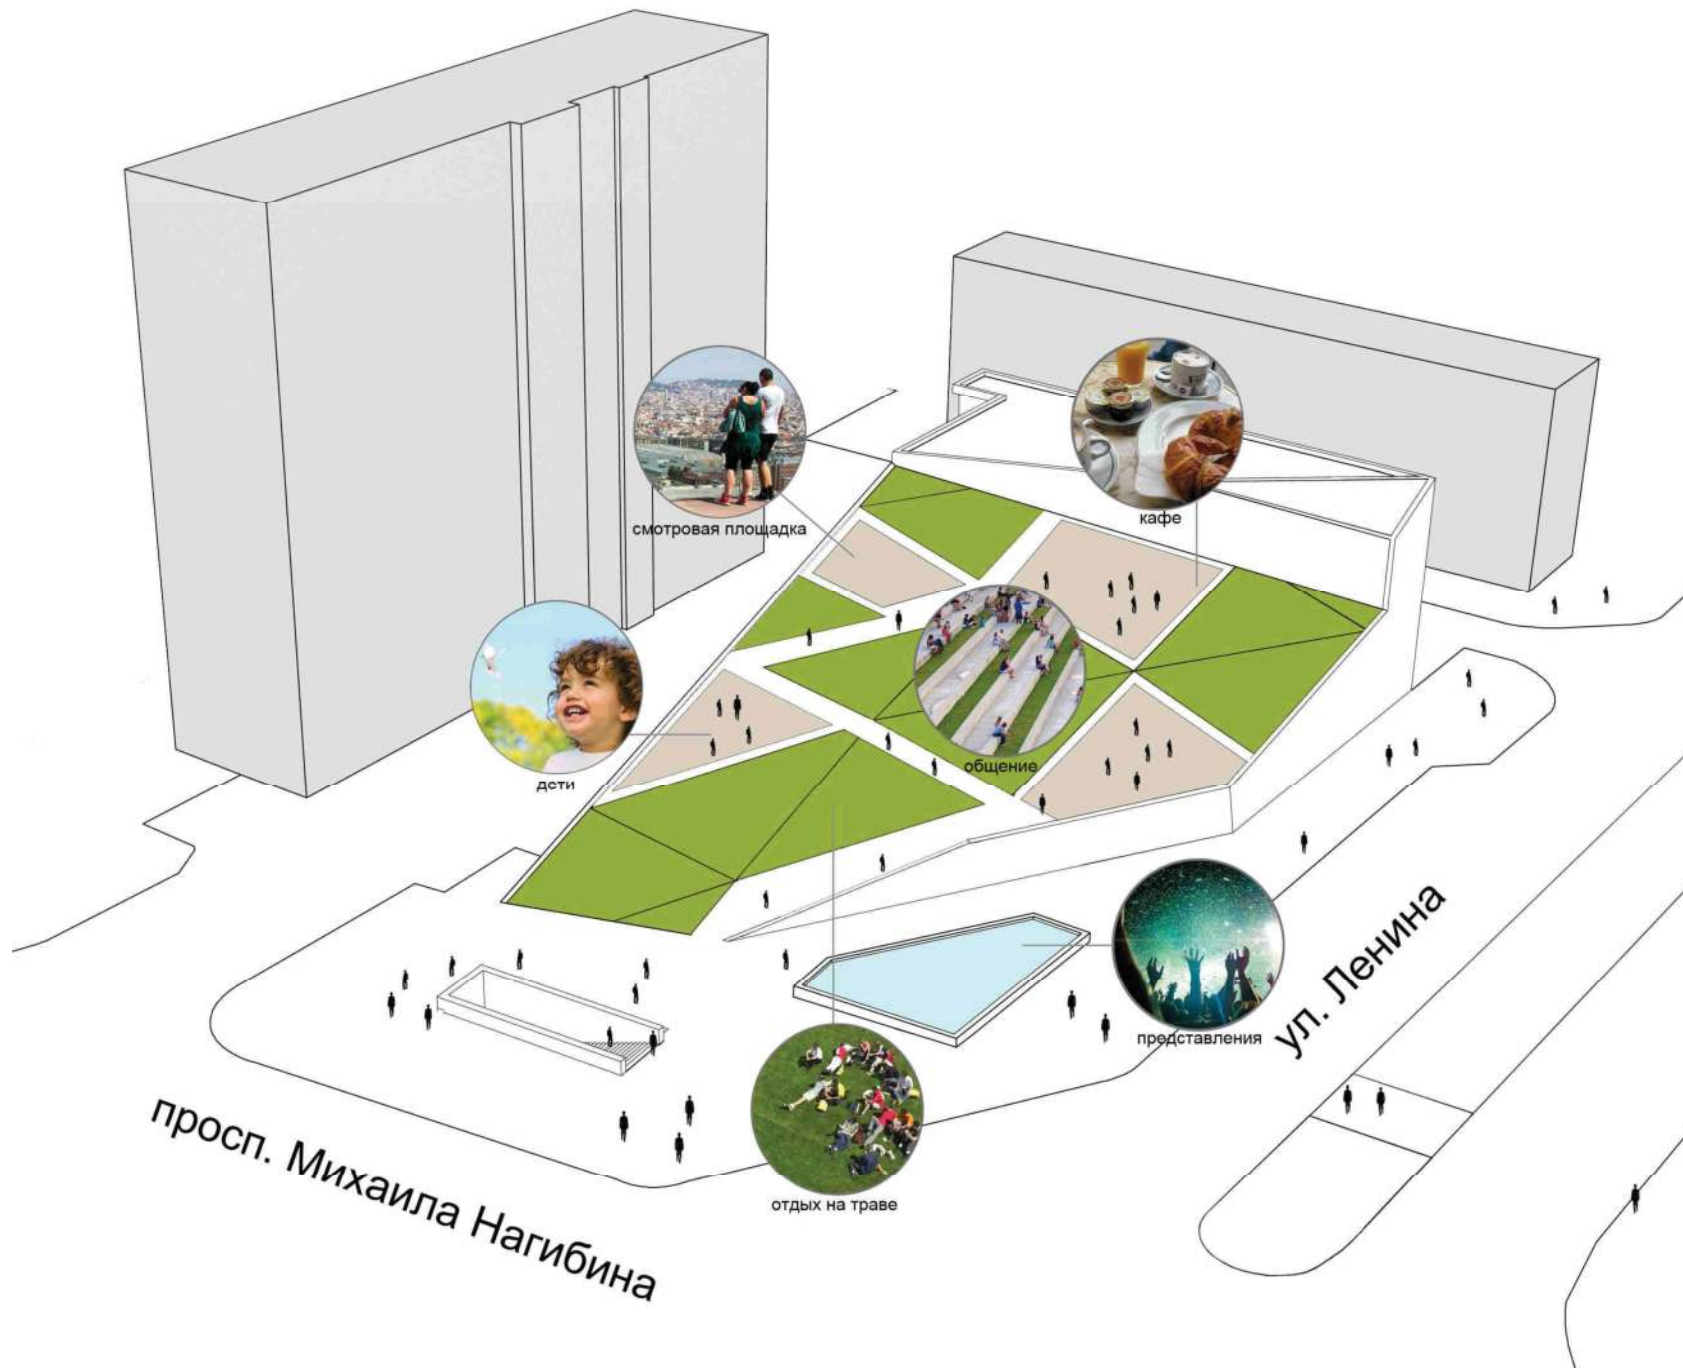 смотровая площадка
кафе
дети
общение
представления
отдых на траве
ул. Ленина
просп. Михаила Нагибина